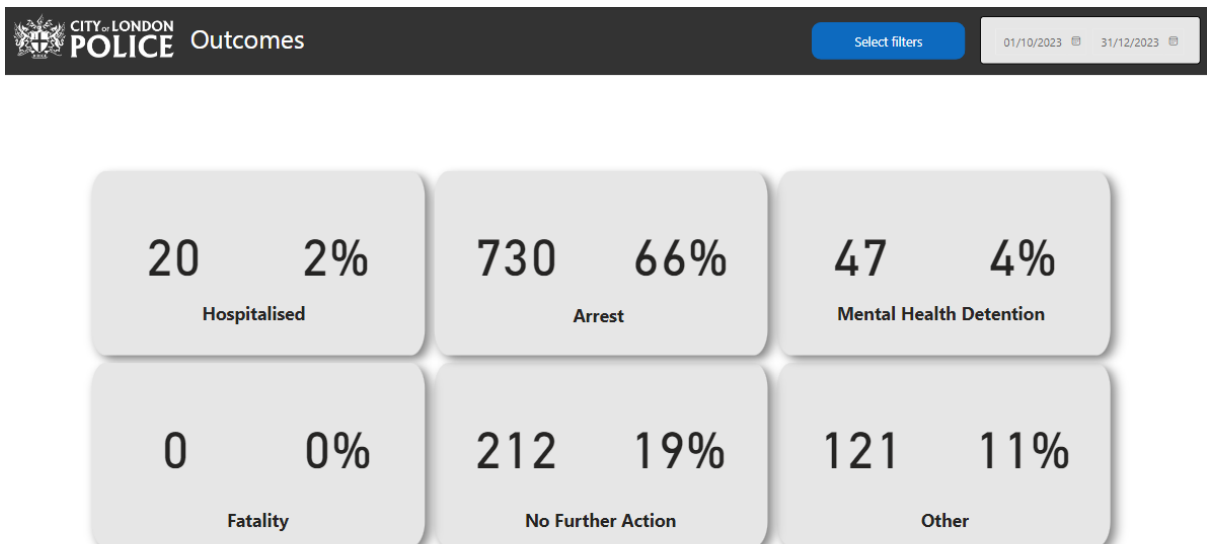 CITY of LONDON
POLICE
Outcomes
Select filters
01/10/2023
31/12/2023
20 2%
Hospitalised
730 66%
Arrest
47 4%
Mental Health Detention
0 0%
Fatality
212 19%
No Further Action
121 11%
Other